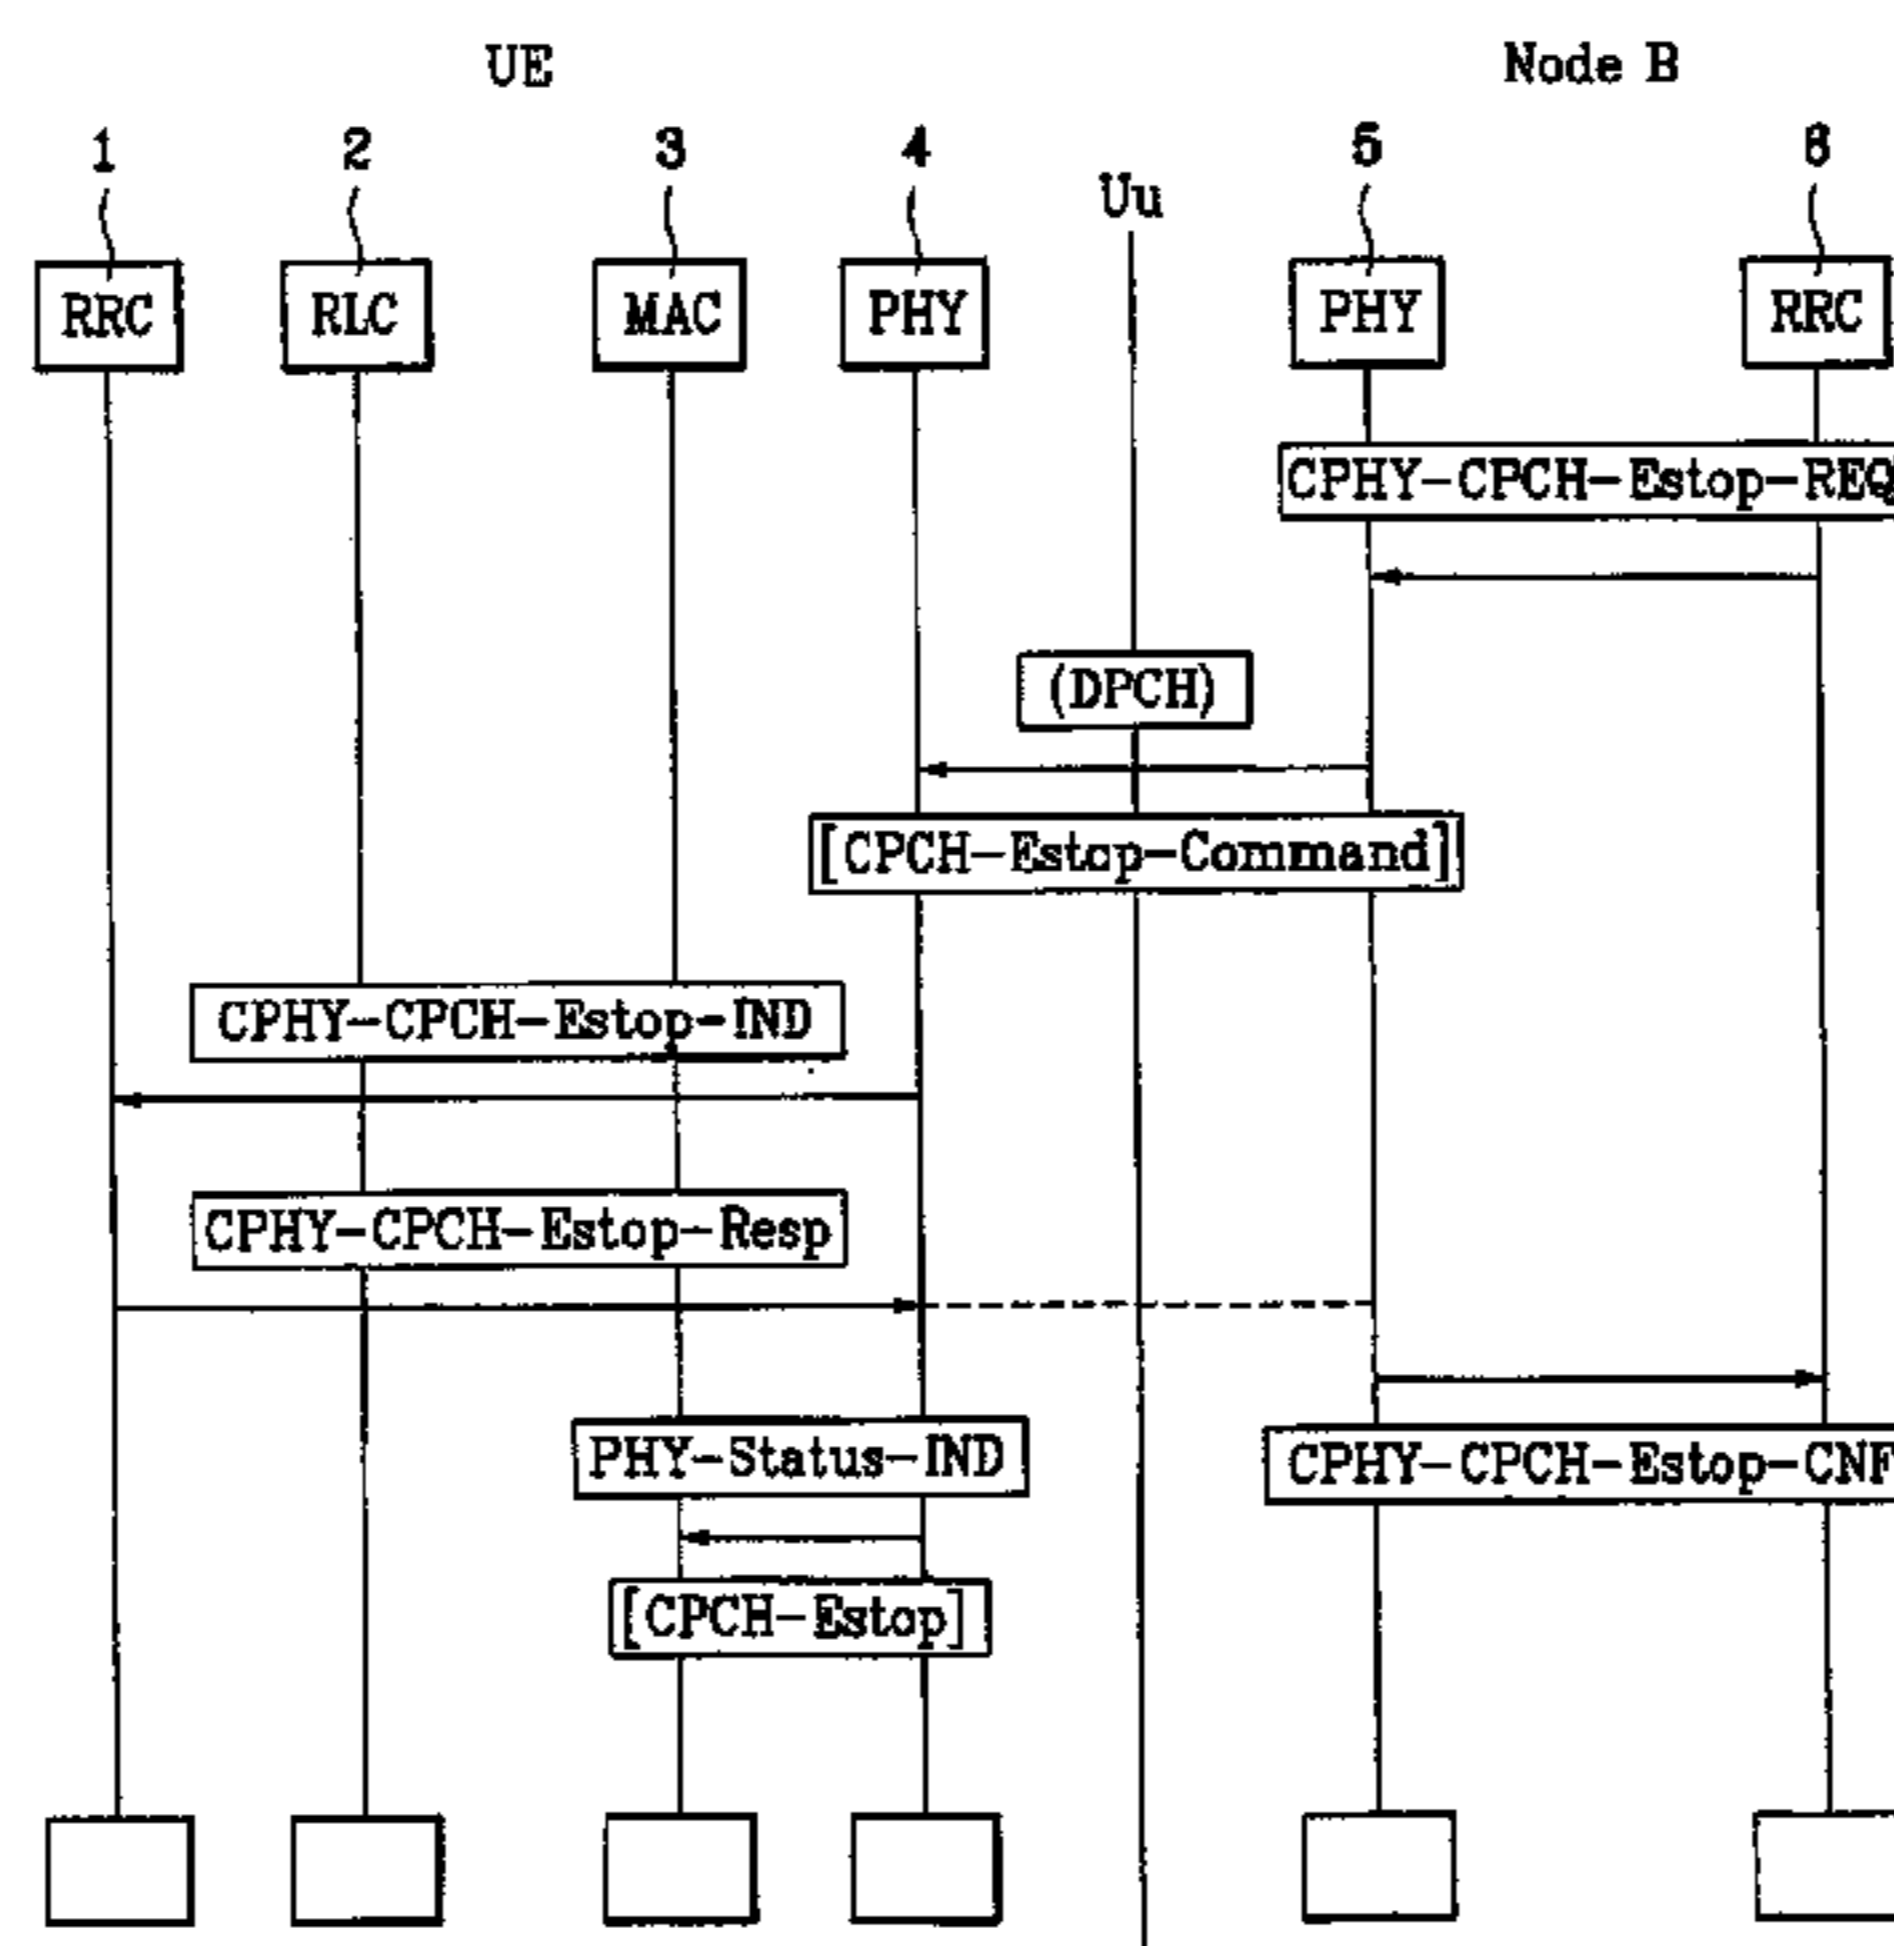 UE Node B
1 2 3 4 5 6
Uu
RRC RLC MAC PHY PHY RRC
CPHY-CPCH-Estop-REQ
(DPCH)
[CPCH-Estop-Command]
CPHY-CPCH-Estop-IND
CPHY-CPCH-Estop-Resp
PHY-Status-IND CPHY-CPCH-Estop-CNF
[CPCH-Estop]